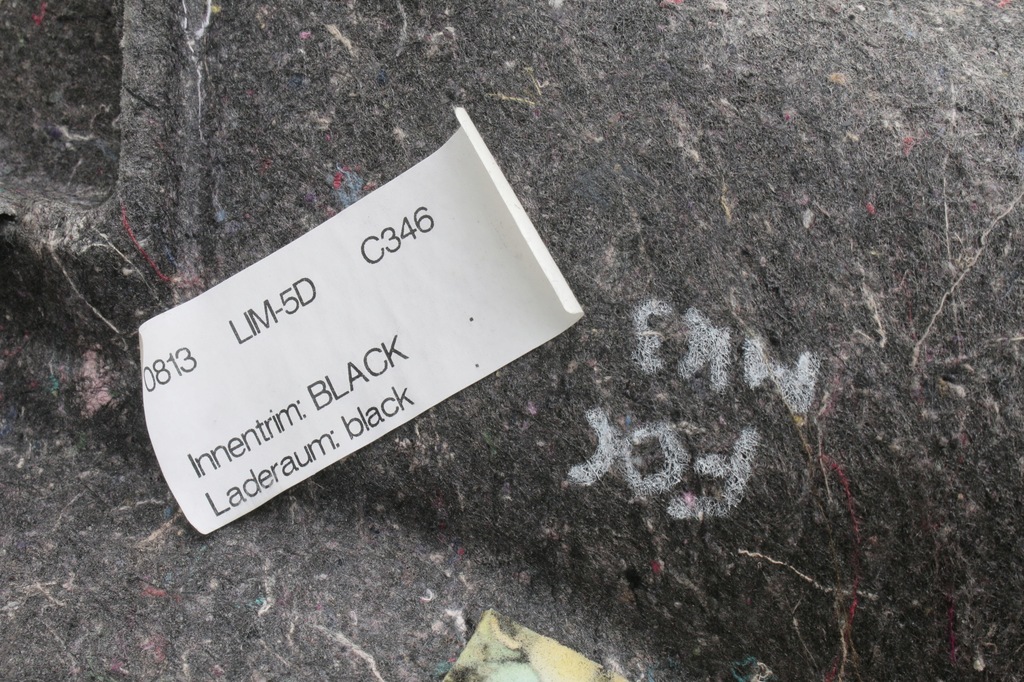 0813 LIM-5D C346
Innentrim: BLACK
Laderaum: black